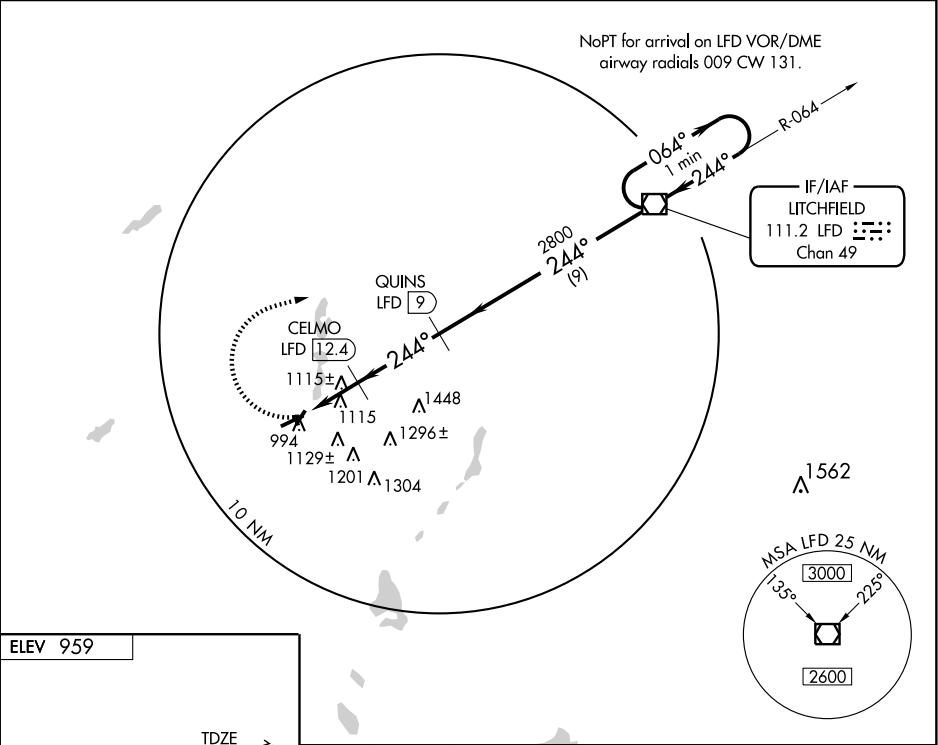 NoPT for arrival on LFD VOR/DME
airway radials 009 CW 131.
R-064
064°
1 min
244°
IF/IAF
LITCHFIELD
111.2 LFD
Chan 49
2800
244°
(9)
QUINS
LFD 9
244°
CELMO
LFD 12.4
1115±
1115
1448
994
1129±
1296±
1201
1304
1562
10 NM
MSA LFD 25 NM
3000
135°
225°
2600
ELEV 959
TDZE